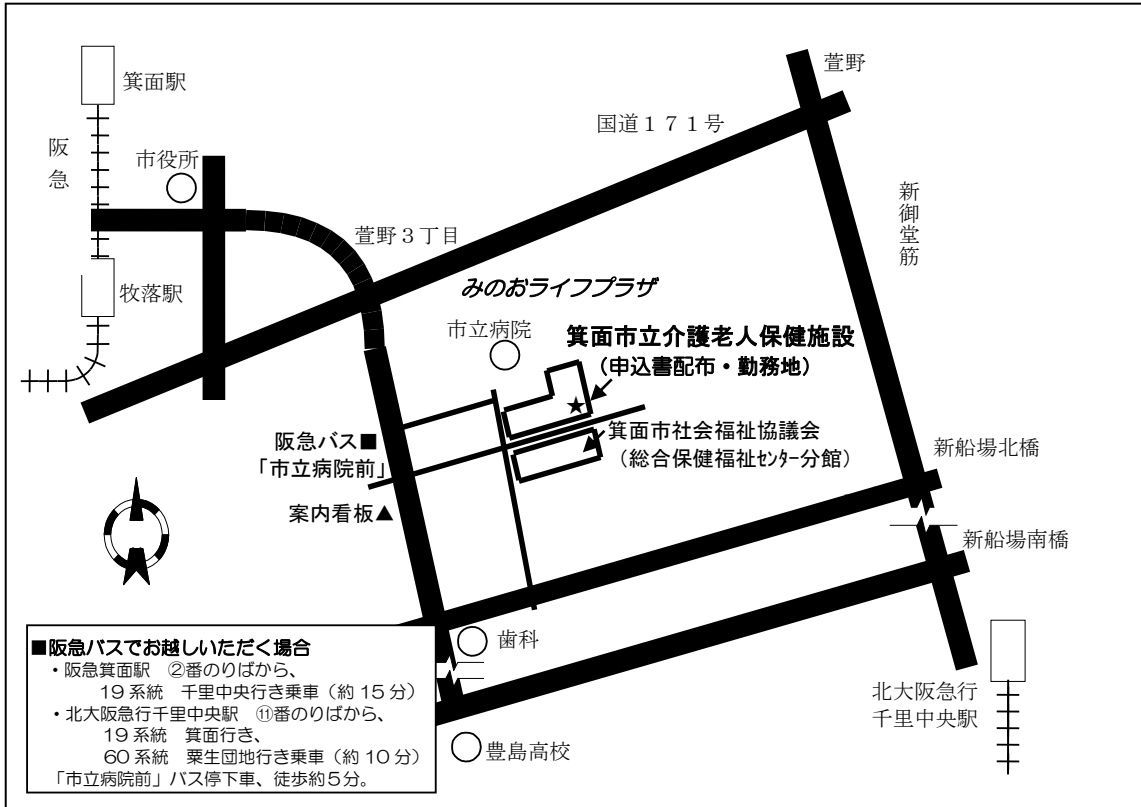 萱野
箕面駅
国道１７１号
阪急
市役所
新御堂筋
萱野３丁目
みのおライフプラザ
牧落駅
市立病院
箕面市立介護老人保健施設
（申込書配布・勤務地）
★
箕面市社会福祉協議会
（総合保健福祉センター分館）
阪急バス■
「市立病院前」
新船場北橋
案内看板▲
新船場南橋
■阪急バスでお越しいただく場合
・阪急箕面駅　②番のりばから、
19系統　千里中央行き乗車（約15分）
・北大阪急行千里中央駅　⑪番のりばから、
19系統　箕面行き、
60系統　粟生団地行き乗車（約10分）
「市立病院前」バス停下車、徒歩約５分。
歯科
北大阪急行
千里中央駅
豊島高校